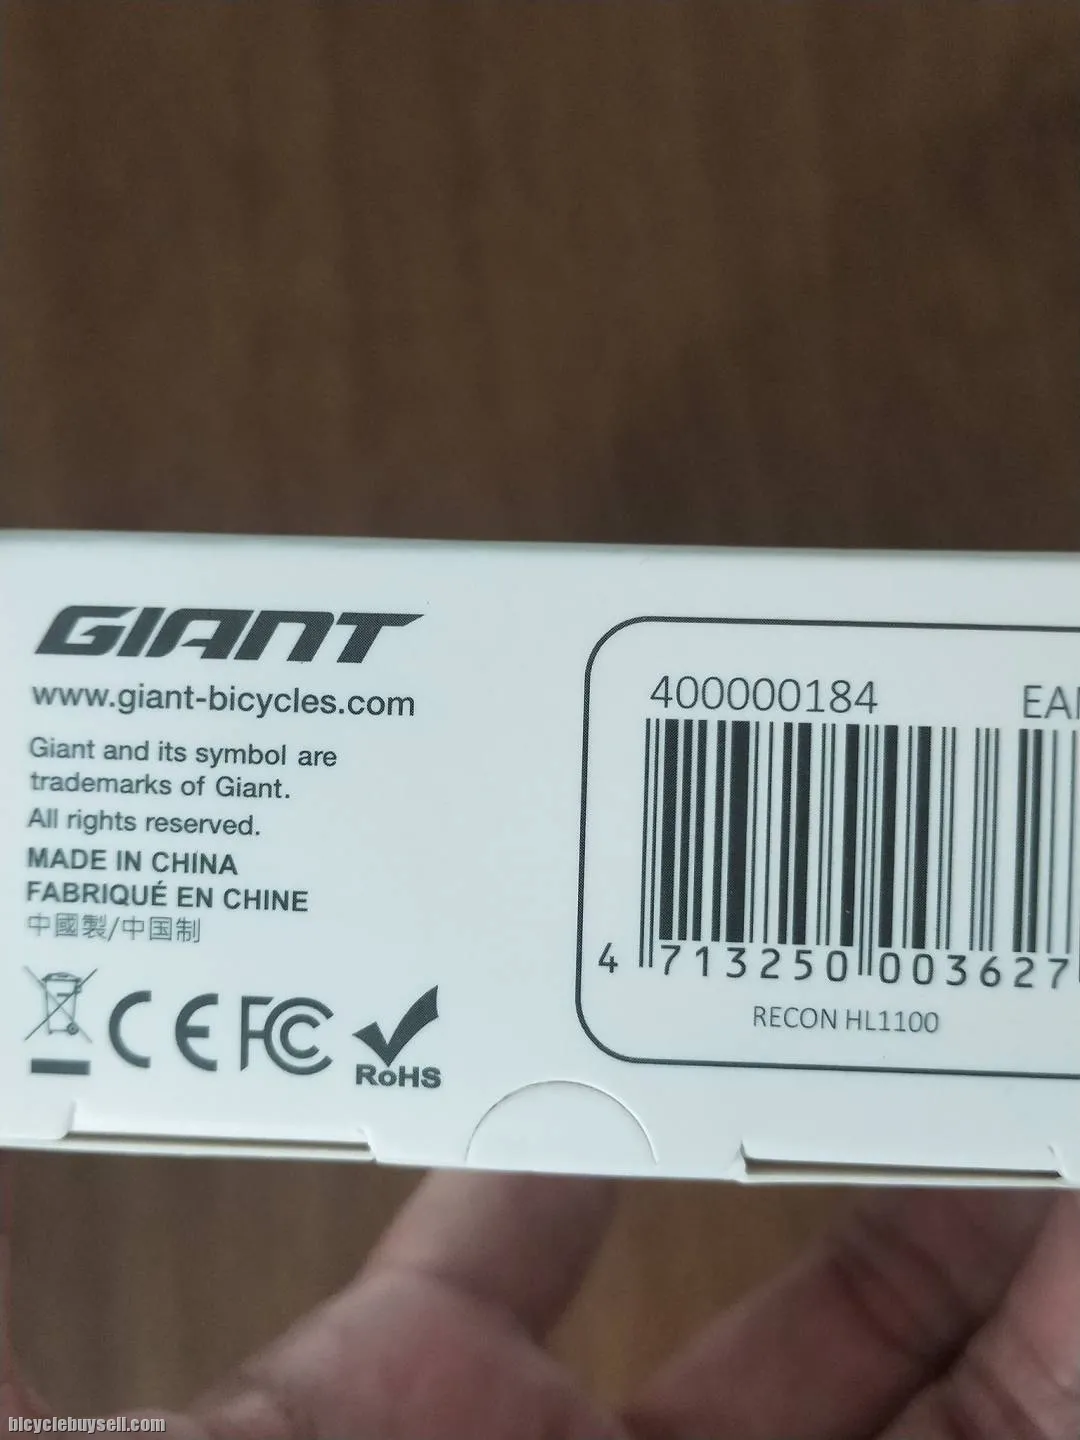 GIANT
www.giant-bicycles.com
Giant and its symbol are
trademarks of Giant.
All rights reserved.
MADE IN CHINA
FABRIQUÉ EN CHINE
中國製/中国制
CE FC RoHS
400000184
4 713250 003627
RECON HL1100
bicyclebuysell.com